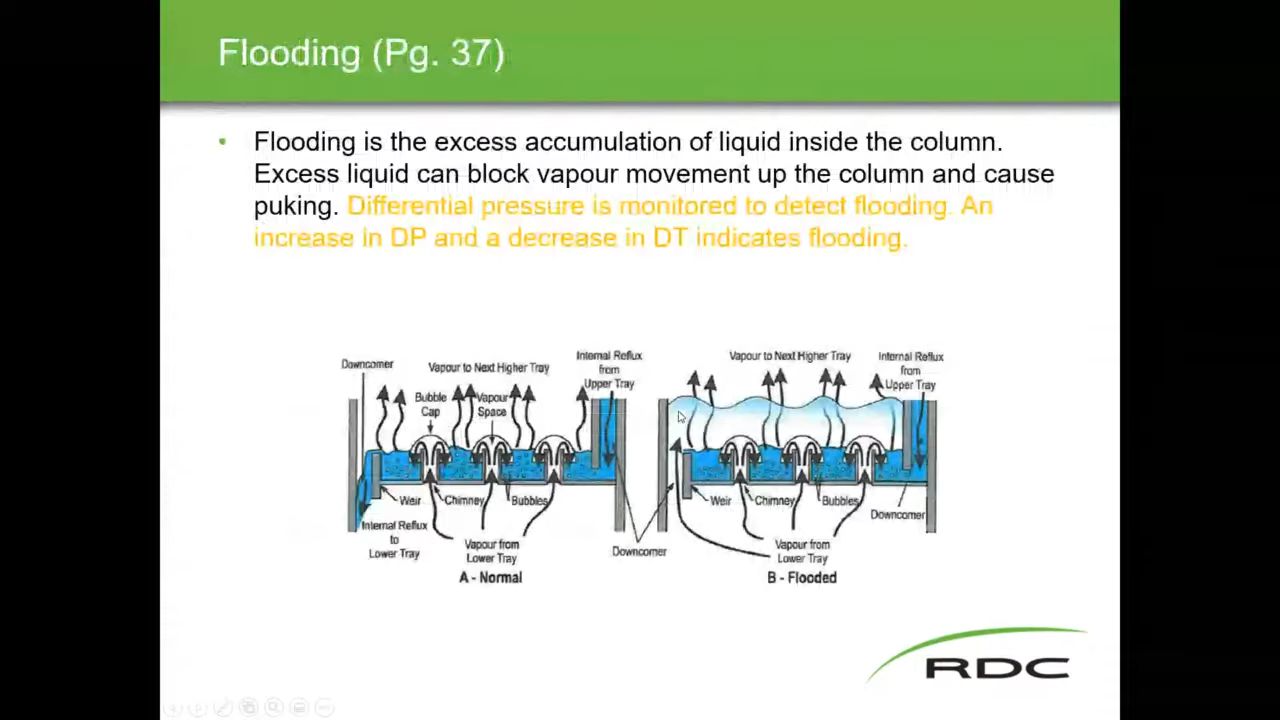 Flooding (Pg. 37)
• Flooding is the excess accumulation of liquid inside the column.
Excess liquid can block vapour movement up the column and cause
puking. Differential pressure is monitored to detect flooding. An
increase in DP and a decrease in DT indicates flooding.
Downcomer
Vapour to Next Higher Tray
Internal Reflux
from
Upper Tray
Bubble
Cap
Vapour
Space
Weir
Chimney
Bubbles
Internal Reflux
to
Lower Tray
Vapour from
Lower Tray
A - Normal
Downcomer
Vapour to Next Higher Tray
Internal Reflux
from
Upper Tray
Weir
Chimney
Bubbles
Downcomer
Vapour from
Lower Tray
B - Flooded
RDC